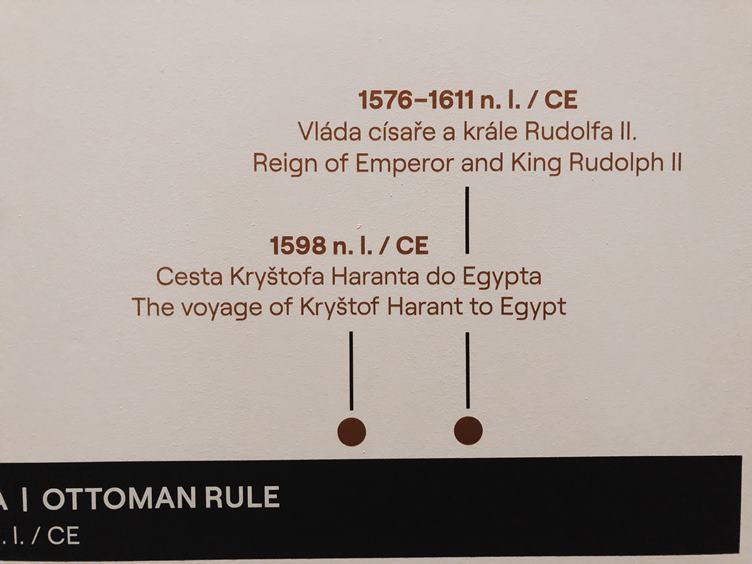 1576–1611 n. l. / CE
Vláda císaře a krále Rudolfa II.
Reign of Emperor and King Rudolph II
1598 n. l. / CE
Cesta Kryštofa Haranta do Egypta
The voyage of Kryštof Harant to Egypt
A | OTTOMAN RULE
. l. / CE